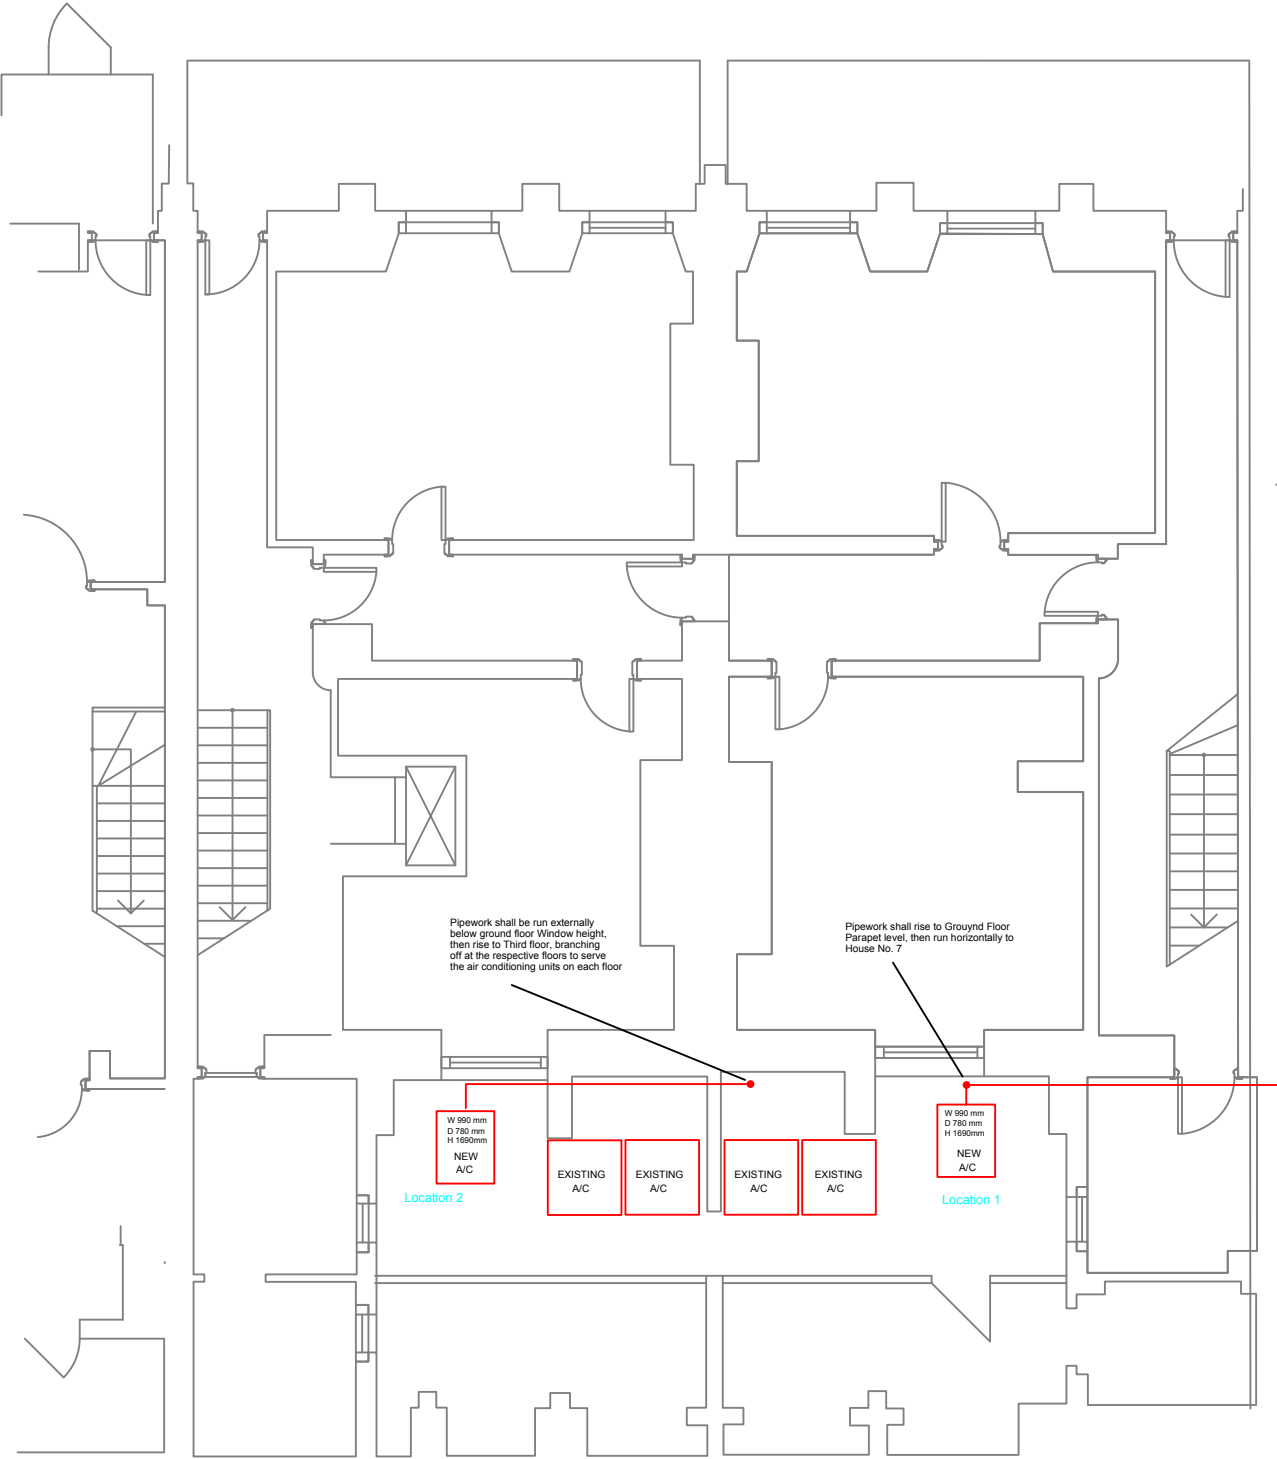 Pipework shall be run externally
below ground floor Window height,
then rise to Third floor, branching
off at the respective floors to serve
the air conditioning units on each floor
Pipework shall rise to Grouynd Floor
Parapet level, then run horizontally to
House No. 7
W 990 mm
D 780 mm
H 1690mm
NEW
A/C
Location 2
EXISTING
A/C
EXISTING
A/C
EXISTING
A/C
EXISTING
A/C
W 990 mm
D 780 mm
H 1690mm
NEW
A/C
Location 1